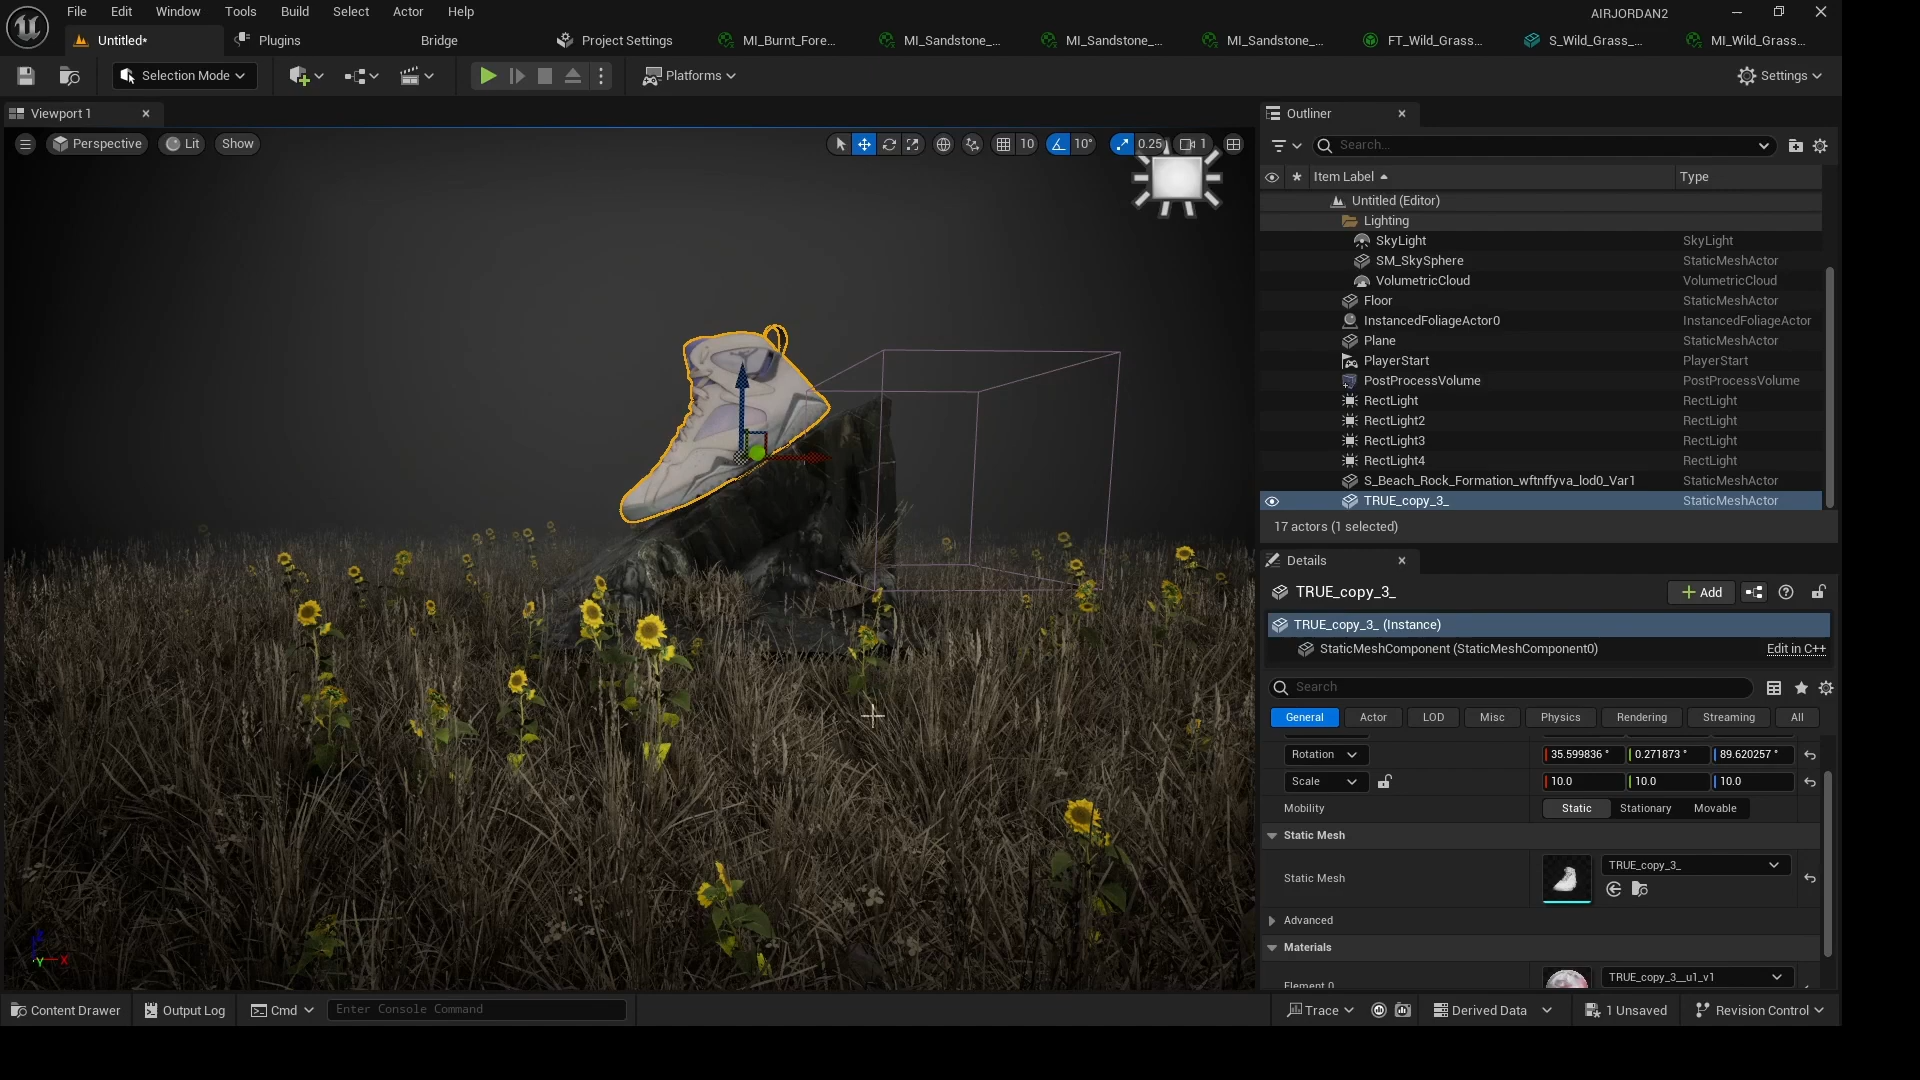 File Edit Window Tools Build Select Actor Help
AIRJORDAN2
Untitled*
Plugins
Bridge
Project Settings
MI_Burnt_Fore...
MI_Sandstone_...
MI_Sandstone_...
MI_Sandstone_...
FT_Wild_Grass...
S_Wild_Grass_...
MI_Wild_Grass...
Selection Mode
Platforms
Settings
Viewport 1
Perspective
Lit
Show
10
10°
0.25
1
Outliner
Search...
Item Label
Type
Untitled (Editor)
Lighting
SkyLight SkyLight
SM_SkySphere StaticMeshActor
VolumetricCloud VolumetricCloud
Floor StaticMeshActor
InstancedFoliageActor0 InstancedFoliageActor
Plane StaticMeshActor
PlayerStart PlayerStart
PostProcessVolume PostProcessVolume
RectLight RectLight
RectLight2 RectLight
RectLight3 RectLight
RectLight4 RectLight
S_Beach_Rock_Formation_wftnffyva_lod0_Var1 StaticMeshActor
TRUE_copy_3_ StaticMeshActor
17 actors (1 selected)
Details
TRUE_copy_3_
Add
TRUE_copy_3_ (Instance)
StaticMeshComponent (StaticMeshComponent0)
Edit in C++
Search
General Actor LOD Misc Physics Rendering Streaming All
Rotation 35.599836 ° 0.271873 ° 89.620257 °
Scale 10.0 10.0 10.0
Mobility Static Stationary Movable
Static Mesh
Static Mesh TRUE_copy_3_
Advanced
Materials
Element 0 TRUE_copy_3__u1_v1
Z
Y
X
Content Drawer
Output Log
Cmd
Enter Console Command
Trace
Derived Data
1 Unsaved
Revision Control